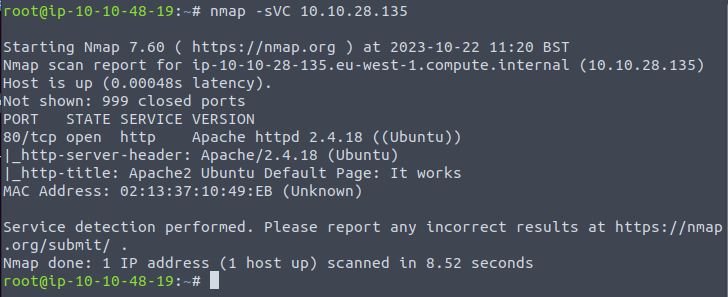 root@ip-10-10-48-19:~# nmap -sVC 10.10.28.135

Starting Nmap 7.60 ( https://nmap.org ) at 2023-10-22 11:20 BST
Nmap scan report for ip-10-10-28-135.eu-west-1.compute.internal (10.10.28.135)
Host is up (0.00048s latency).
Not shown: 999 closed ports
PORT   STATE SERVICE VERSION
80/tcp open  http    Apache httpd 2.4.18 ((Ubuntu))
|_http-server-header: Apache/2.4.18 (Ubuntu)
|_http-title: Apache2 Ubuntu Default Page: It works
MAC Address: 02:13:37:10:49:EB (Unknown)

Service detection performed. Please report any incorrect results at https://nmap
.org/submit/ .
Nmap done: 1 IP address (1 host up) scanned in 8.52 seconds
root@ip-10-10-48-19:~#